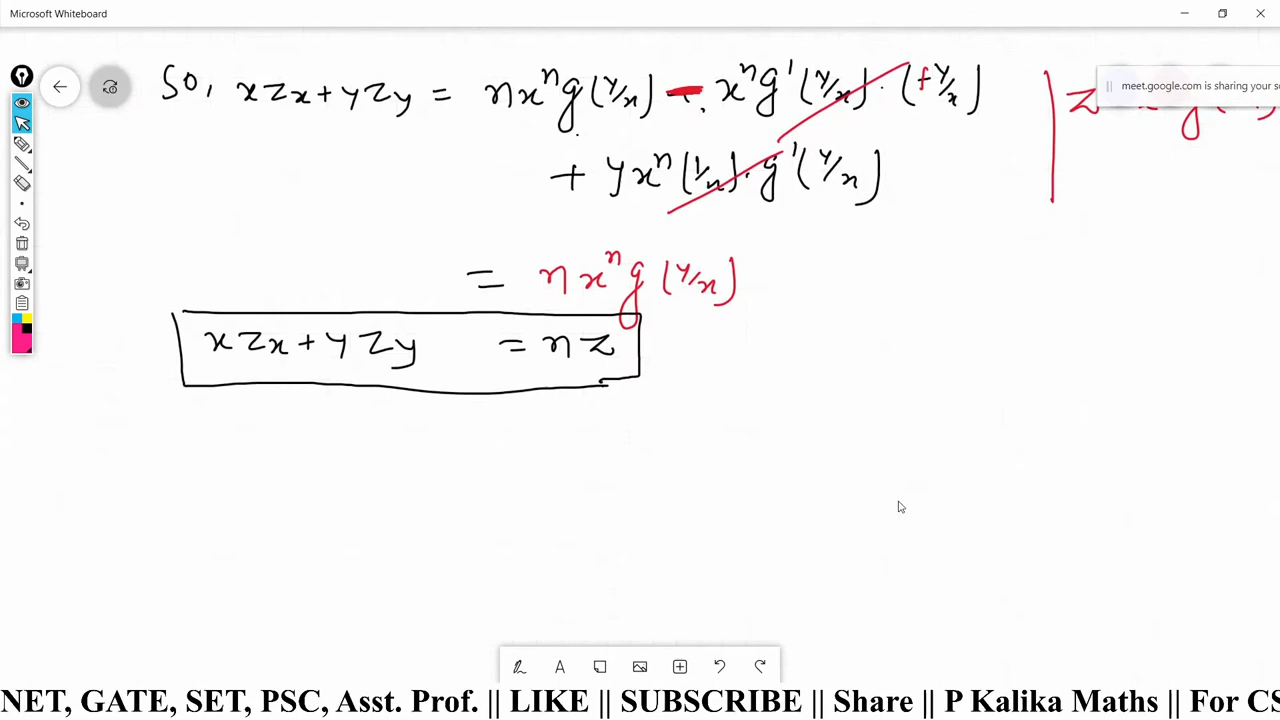 Microsoft Whiteboard
So, xZx + yZy = nxⁿg(y/x) - xⁿg'(y/x) · (+y/x)
meet.google.com is sharing your sc
+ yxⁿ(1/x) · g'(y/x)
= nxⁿg(y/x)
xZx + yZy = nz
NET, GATE, SET, PSC, Asst. Prof. || LIKE || SUBSCRIBE || Share || P Kalika Maths || For CS